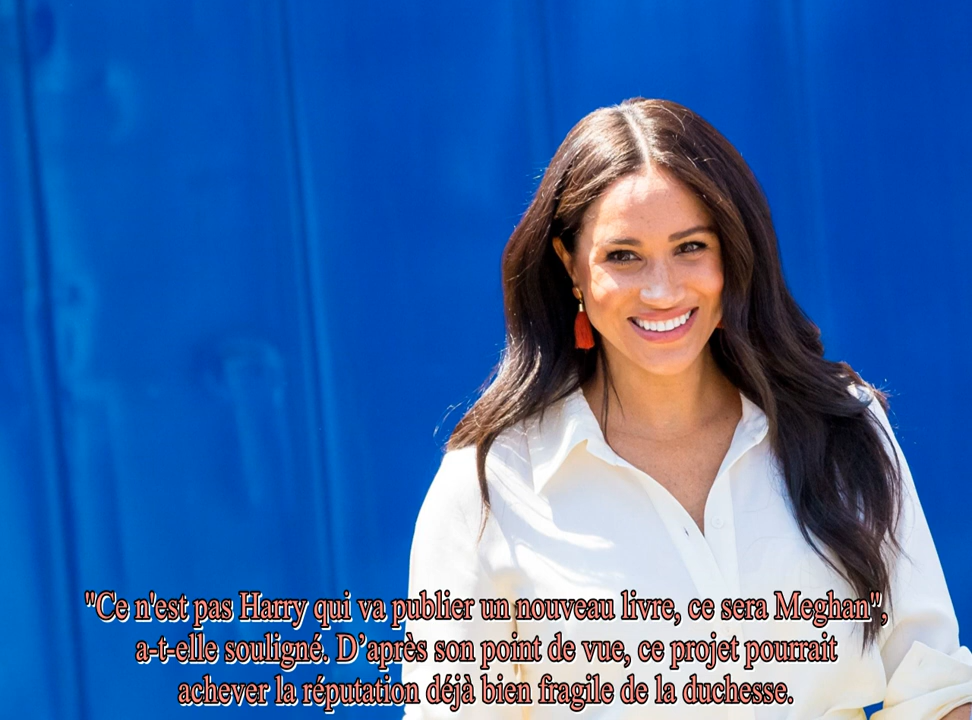 "Ce n'est pas Harry qui va publier un nouveau livre, ce sera Meghan",
a-t-elle souligné. D’après son point de vue, ce projet pourrait
achever la réputation déjà bien fragile de la duchesse.